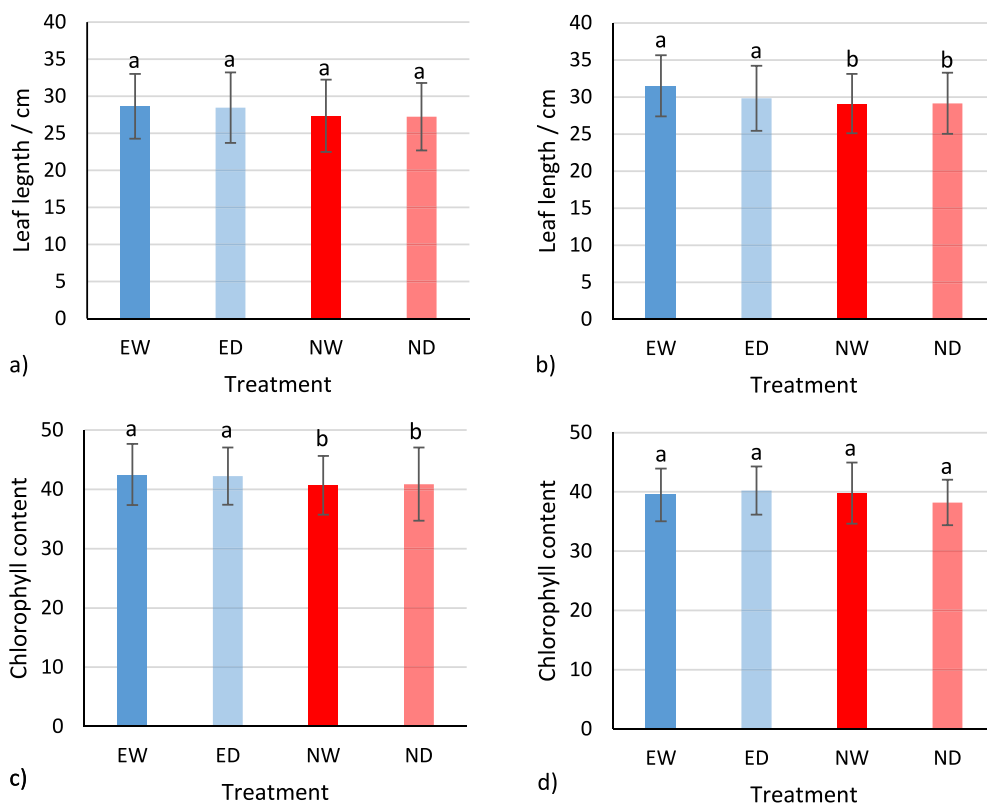 Leaf legnth / cm
40
35
30
25
20
15
10
5
0
a a a a
EW ED NW ND
Treatment
a)
Leaf length / cm
40
35
30
25
20
15
10
5
0
a a b b
EW ED NW ND
Treatment
b)
Chlorophyll content
50
40
30
20
10
0
a a b b
EW ED NW ND
Treatment
c)
Chlorophyll content
50
40
30
20
10
0
a a a a
EW ED NW ND
Treatment
d)